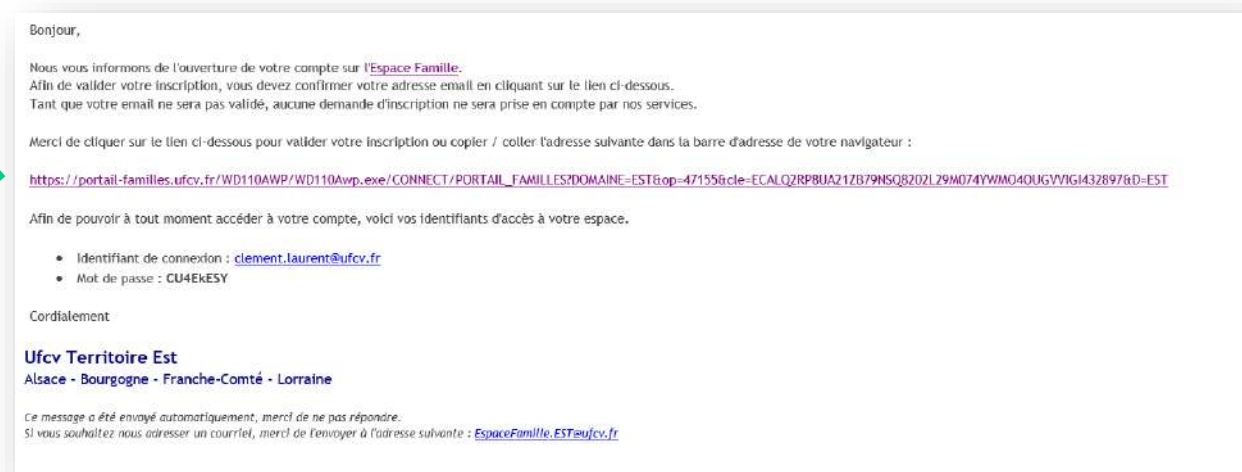 Bonjour,
Nous vous informons de l'ouverture de votre compte sur l'Espace Famille.
Afin de valider votre inscription, vous devez confirmer votre adresse email en cliquant sur le lien ci-dessous.
Tant que votre email ne sera pas validé, aucune demande d'inscription ne sera prise en compte par nos services.
Merci de cliquer sur le lien ci-dessous pour valider votre inscription ou copier / coller l'adresse suivante dans la barre d'adresse de votre navigateur :
https://portail-familles.ufcv.fr/WD110AWP/WD110Awp.exe/CONNECT/PORTAIL_FAMILLES?DOMAINE=EST&op=47155&cle=ECALQ2RP8UA21ZB79NSQ8202L29M074YWMO4OUGVVIGI432897&D=EST
Afin de pouvoir à tout moment accéder à votre compte, voici vos identifiants d'accès à votre espace.
• Identifiant de connexion : clement.laurent@ufcv.fr
• Mot de passe : CU4EkESY
Cordialement
Ufcv Territoire Est
Alsace - Bourgogne - Franche-Comté - Lorraine
Ce message a été envoyé automatiquement, merci de ne pas répondre.
Si vous souhaitez nous adresser un courriel, merci de l'envoyer à l'adresse suivante : EspaceFamille.EST@ufcv.fr